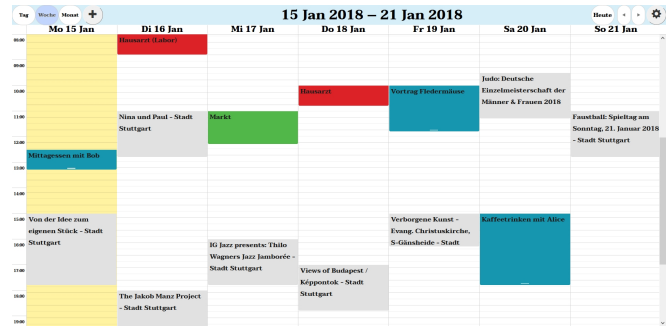 Tag Woche Monat +
15 Jan 2018 – 21 Jan 2018
Heute
Mo 15 Jan
Di 16 Jan
Mi 17 Jan
Do 18 Jan
Fr 19 Jan
Sa 20 Jan
So 21 Jan
08:00
09:00
10:00
11:00
12:00
13:00
14:00
15:00
16:00
17:00
18:00
19:00
Mittagessen mit Bob
Von der Idee zum
eigenen Stück - Stadt
Stuttgart
Hausarzt (Labor)
Nina und Paul - Stadt
Stuttgart
The Jakob Manz Project
- Stadt Stuttgart
Markt
IG Jazz presents: Thilo
Wagners Jazz Jamborée -
Stadt Stuttgart
Hausarzt
Views of Budapest /
Képpontok - Stadt
Stuttgart
Vortrag Fledermäuse
Verborgene Kunst -
Evang. Christuskirche,
S-Gänsheide - Stadt
Judo: Deutsche
Einzelmeisterschaft der
Männer & Frauen 2018
Kaffeetrinken mit Alice
Faustball: Spieltag am
Sonntag, 21. Januar 2018
- Stadt Stuttgart